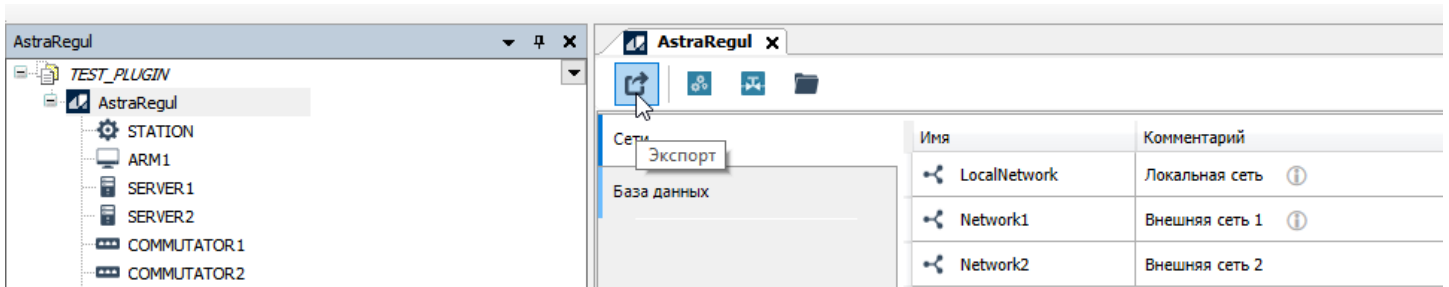 AstraRegul
TEST_PLUGIN
AstraRegul
STATION
ARM1
SERVER1
SERVER2
COMMUTATOR1
COMMUTATOR2
AstraRegul
Сети
Экспорт
База данных
Имя Комментарий
LocalNetwork Локальная сеть
Network1 Внешняя сеть 1
Network2 Внешняя сеть 2